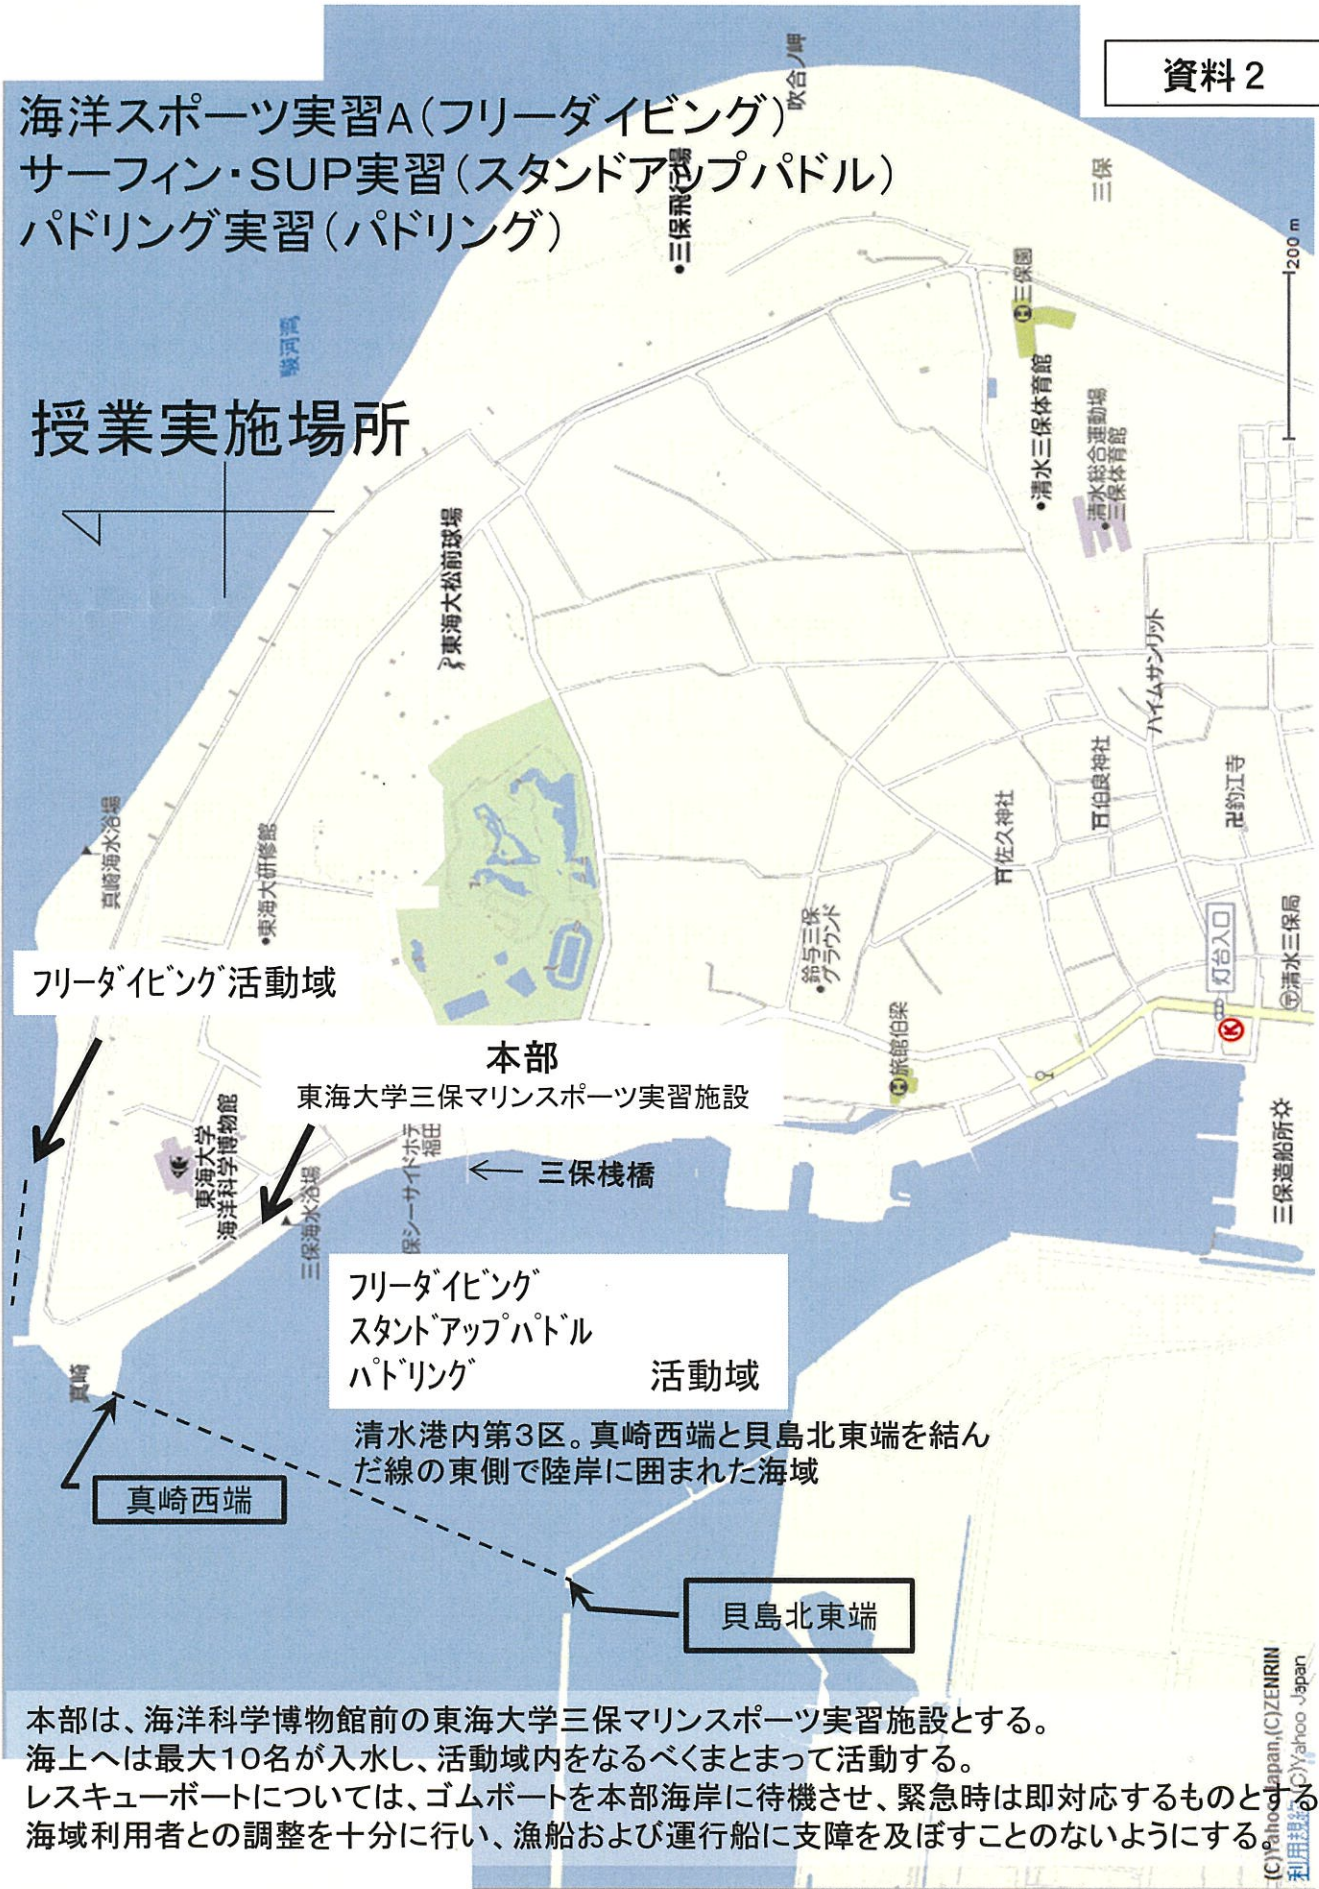 資料2
海洋スポーツ実習A(フリーダイビング)
サーフィン・SUP実習(スタンドアップパドル)
パドリング実習(パドリング)
吹合ノ岬
三保飛行場
三保
200 m
駿河湾
三保園
授業実施場所
清水三保体育館
清水総合運動場
三保体育館
東海大松前球場
ハイムサンリット
真崎海水浴場
東海大研修館
佐久神社
伯良神社
釣江寺
鈴与三保
グラウンド
灯台入口
清水三保局
フリーダイビング活動域
旅館伯梁
K
本部
東海大学三保マリンスポーツ実習施設
東海大学
海洋科学博物館
三保海水浴場
保シーサイドホテ
福田
← 三保桟橋
三保造船所
フリーダイビング
スタンドアップパドル
パドリング 活動域
真崎
清水港内第3区。真崎西端と貝島北東端を結ん
だ線の東側で陸岸に囲まれた海域
真崎西端
貝島北東端
本部は、海洋科学博物館前の東海大学三保マリンスポーツ実習施設とする。
海上へは最大10名が入水し、活動域内をなるべくまとまって活動する。
レスキューボートについては、ゴムボートを本部海岸に待機させ、緊急時は即対応するものとする
海域利用者との調整を十分に行い、漁船および運行船に支障を及ぼすことのないようにする。
(C)Yahoo Japan,(C)ZENRIN
利用規約 (C)Yahoo Japan